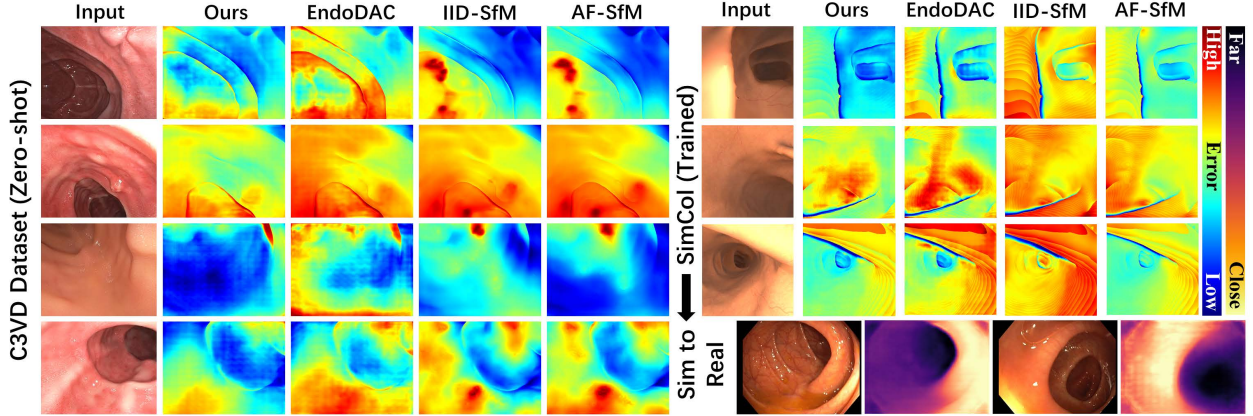 Input Ours EndoDAC IID-SfM AF-SfM
C3VD Dataset (Zero-shot)
Input Ours EndoDAC IID-SfM AF-SfM
SimCol (Trained)
Sim to
Real
High
Error
Low
Far
Close